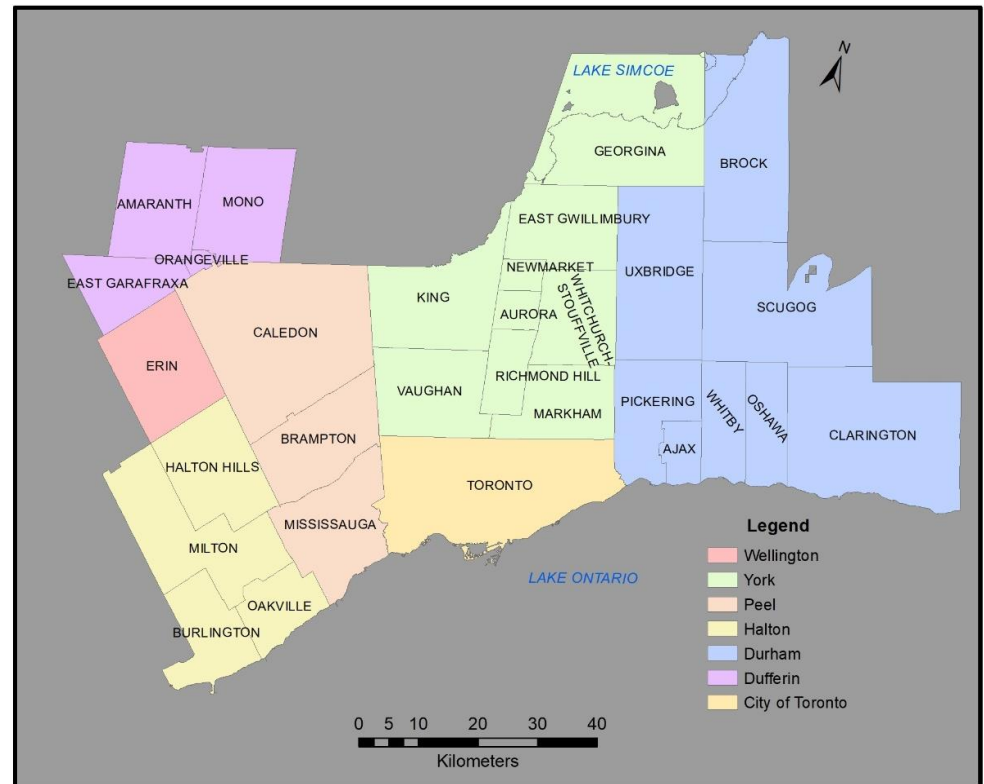 N
LAKE SIMCOE
GEORGINA
BROCK
AMARANTH
MONO
EAST GWILLIMBURY
ORANGEVILLE
NEWMARKET
UXBRIDGE
EAST GARAFRAXA
KING
WHITCHURCH-
STOUFFVILLE
SCUGOG
AURORA
CALEDON
ERIN
VAUGHAN
RICHMOND HILL
MARKHAM
PICKERING
WHITBY
OSHAWA
BRAMPTON
AJAX
CLARINGTON
HALTON HILLS
TORONTO
MISSISSAUGA
MILTON
LAKE ONTARIO
OAKVILLE
BURLINGTON
Legend
Wellington
York
Peel
Halton
Durham
Dufferin
City of Toronto
0 5 10 20 30 40
Kilometers